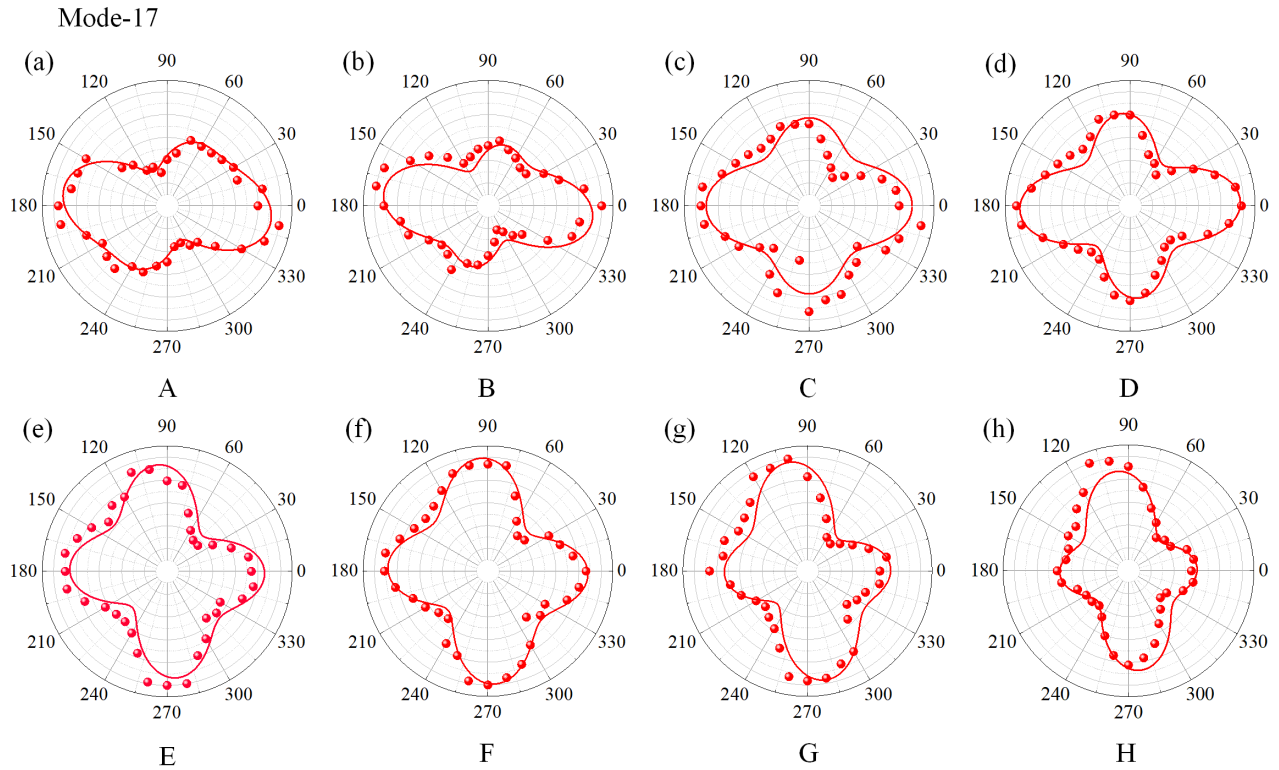 Mode-17
(a) (b) (c) (d)
90 90 90 90
120 60 120 60 120 60 120 60
150 30 150 30 150 30 150 30
180 0 180 0 180 0 180 0
210 330 210 330 210 330 210 330
240 300 240 300 240 300 240 300
270 270 270 270
A B C D
(e) (f) (g) (h)
90 90 90 90
120 60 120 60 120 60 120 60
150 30 150 30 150 30 150 30
180 0 180 0 180 0 180 0
210 330 210 330 210 330 210 330
240 300 240 300 240 300 240 300
270 270 270 270
E F G H